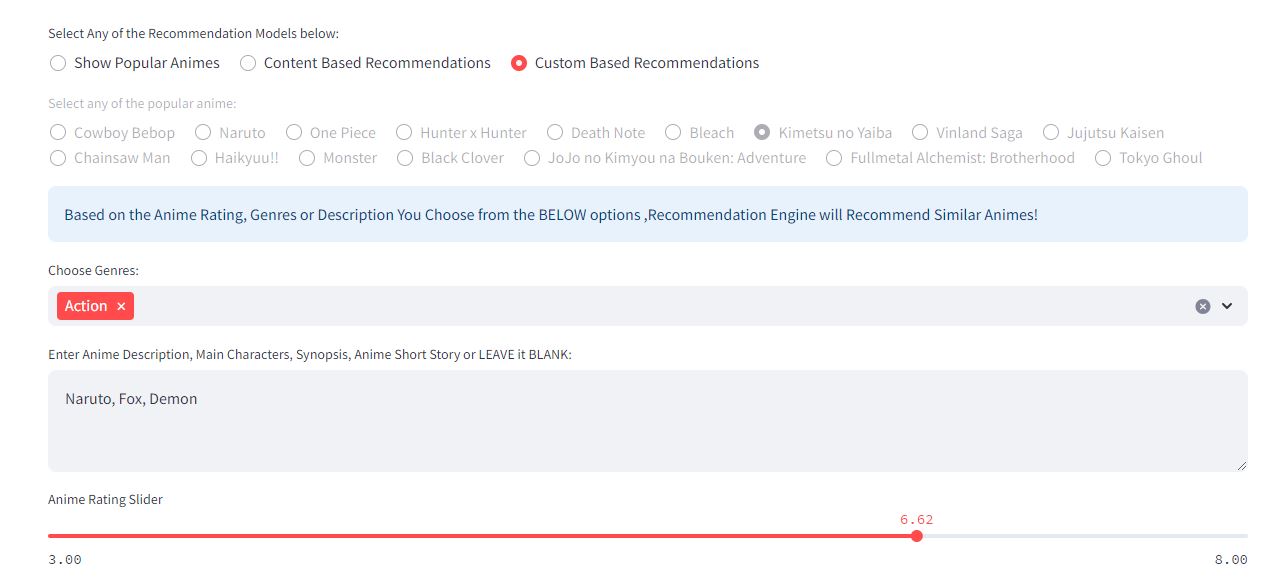 Select Any of the Recommendation Models below:
Show Popular Animes Content Based Recommendations Custom Based Recommendations
Select any of the popular anime:
Cowboy Bebop Naruto One Piece Hunter x Hunter Death Note Bleach Kimetsu no Yaiba Vinland Saga Jujutsu Kaisen
Chainsaw Man Haikyuu!! Monster Black Clover JoJo no Kimyou na Bouken: Adventure Fullmetal Alchemist: Brotherhood Tokyo Ghoul
Based on the Anime Rating, Genres or Description You Choose from the BELOW options ,Recommendation Engine will Recommend Similar Animes!
Choose Genres:
Action ×
Enter Anime Description, Main Characters, Synopsis, Anime Short Story or LEAVE it BLANK:
Naruto, Fox, Demon
Anime Rating Slider
6.62
3.00 8.00